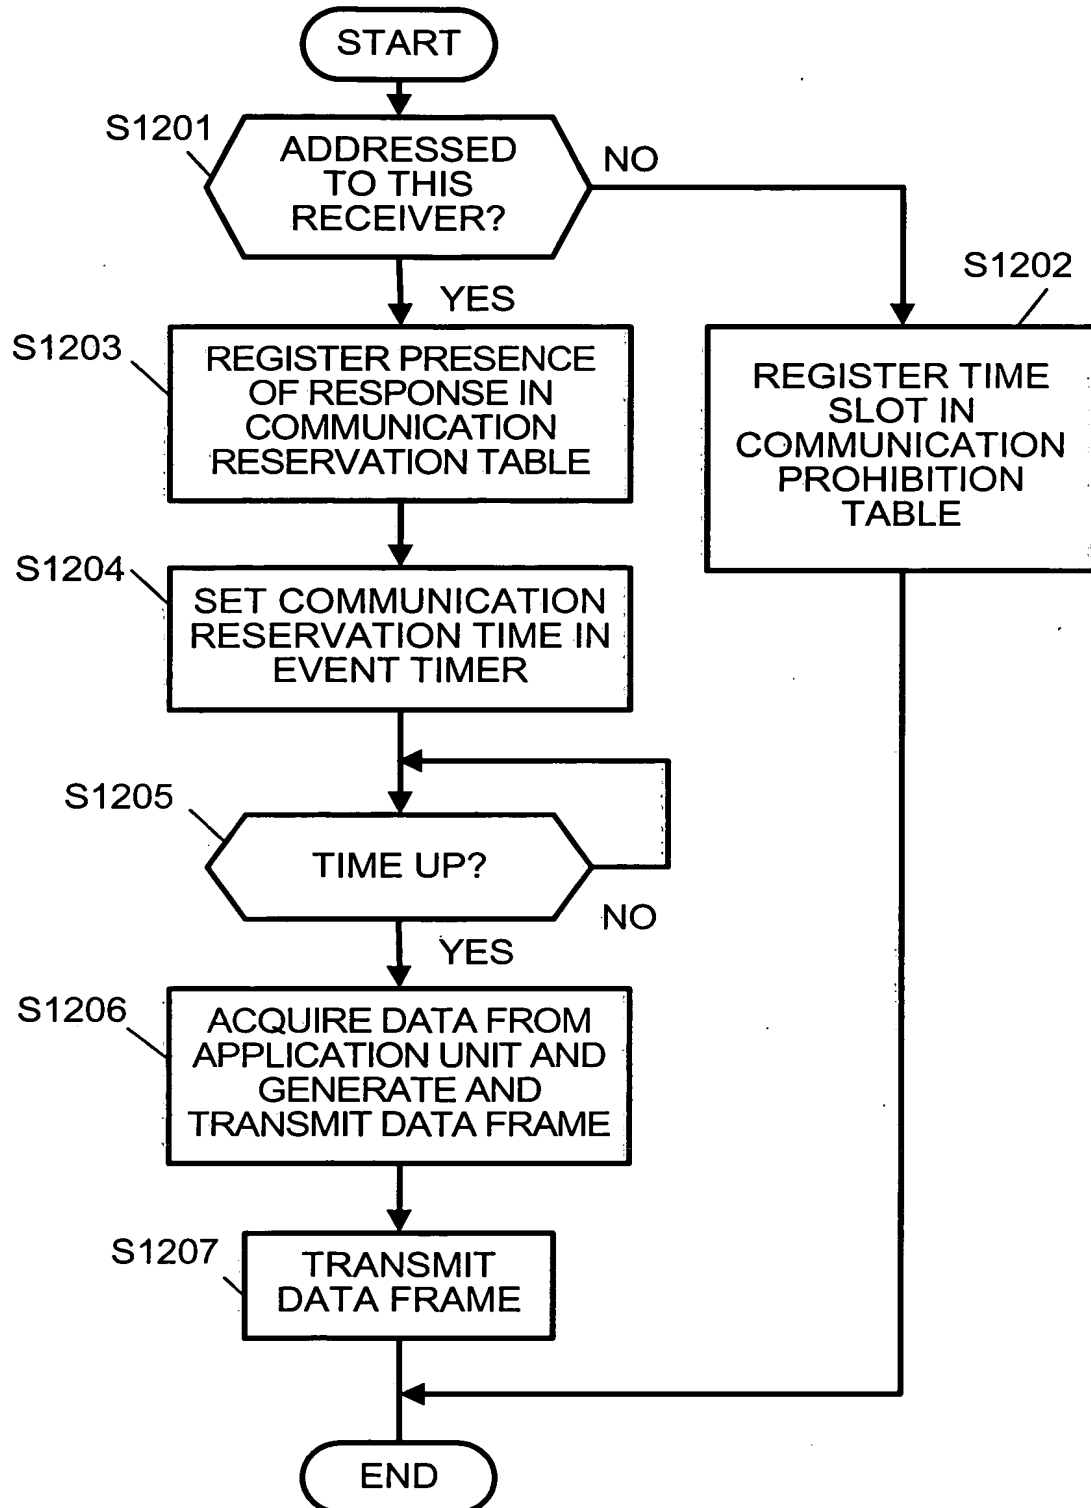 START
S1201
ADDRESSED
TO THIS
RECEIVER?
NO
YES
S1202
REGISTER TIME
SLOT IN
COMMUNICATION
PROHIBITION
TABLE
S1203
REGISTER PRESENCE
OF RESPONSE IN
COMMUNICATION
RESERVATION TABLE
S1204
SET COMMUNICATION
RESERVATION TIME IN
EVENT TIMER
S1205
TIME UP?
NO
YES
S1206
ACQUIRE DATA FROM
APPLICATION UNIT AND
GENERATE AND
TRANSMIT DATA FRAME
S1207
TRANSMIT
DATA FRAME
END